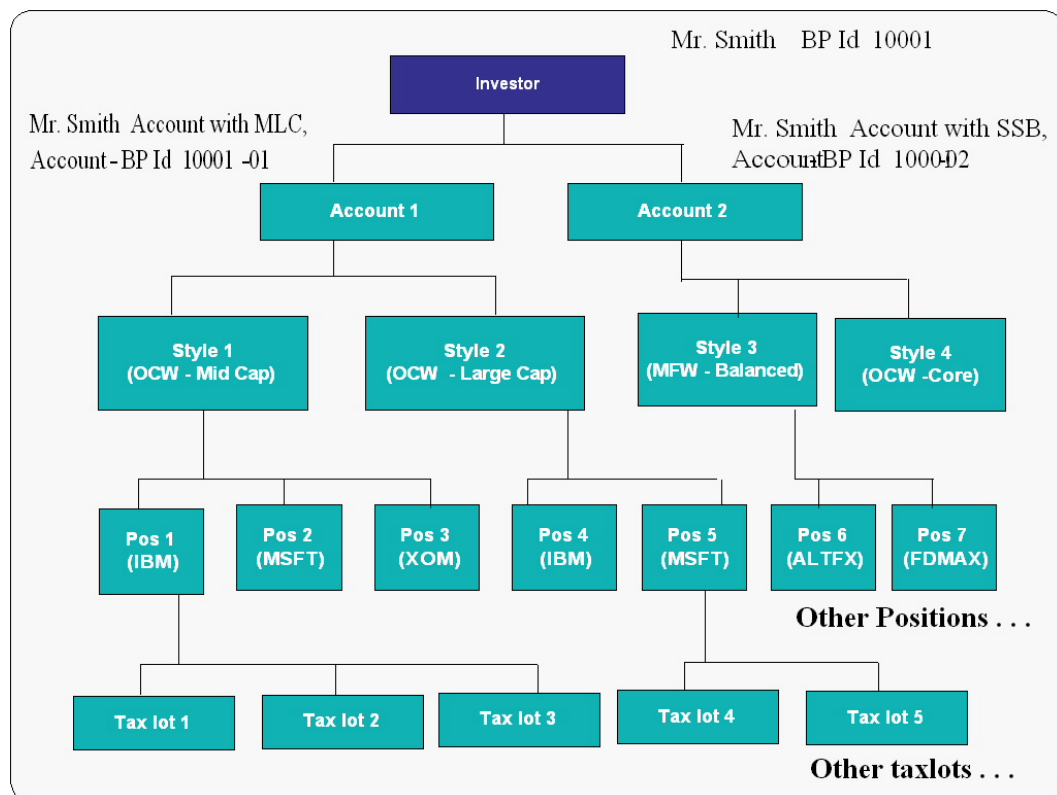 Mr. Smith BP Id 10001
Investor
Mr. Smith Account with MLC,
Account-BP Id 10001 -01
Mr. Smith Account with SSB,
Account-BP Id 10001-02
Account 1
Account 2
Style 1
(OCW - Mid Cap)
Style 2
(OCW - Large Cap)
Style 3
(MFW - Balanced)
Style 4
(OCW -Core)
Pos 1
(IBM)
Pos 2
(MSFT)
Pos 3
(XOM)
Pos 4
(IBM)
Pos 5
(MSFT)
Pos 6
(ALTFX)
Pos 7
(FDMAX)
Other Positions . . .
Tax lot 1
Tax lot 2
Tax lot 3
Tax lot 4
Tax lot 5
Other taxlots . . .